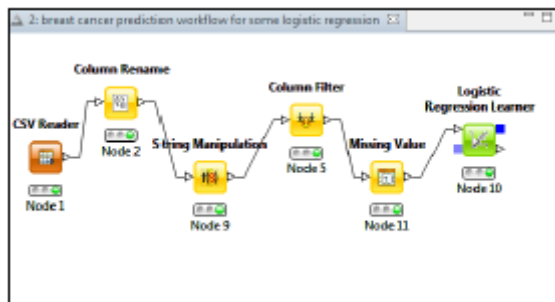 2: breast cancer prediction workflow for some logistic regression
Column Rename
Node 2
CSV Reader
Node 1
String Manipulation
Node 9
Column Filter
Node 5
Missing Value
Node 11
Logistic
Regression Learner
Node 10